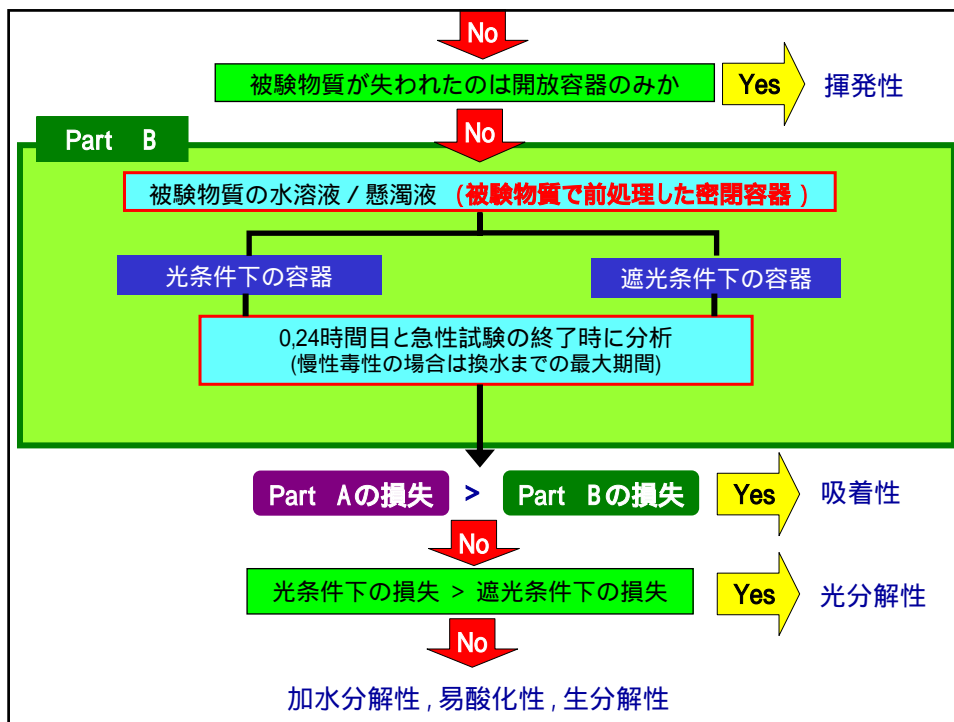 No
被験物質が失われたのは開放容器のみか
Yes
揮発性
No
Part B
被験物質の水溶液 / 懸濁液 (被験物質で前処理した密閉容器 )
光条件下の容器
遮光条件下の容器
0,24時間目と急性試験の終了時に分析
(慢性毒性の場合は換水までの最大期間)
Part Aの損失 > Part Bの損失
Yes
吸着性
No
光条件下の損失 > 遮光条件下の損失
Yes
光分解性
No
加水分解性 , 易酸化性 , 生分解性